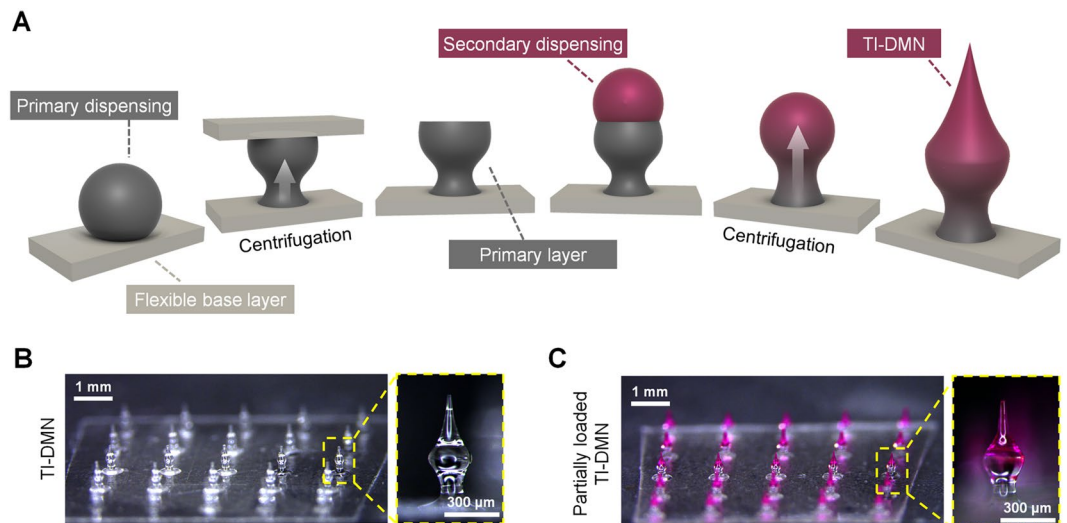 A
Primary dispensing
Centrifugation
Flexible base layer
Primary layer
Secondary dispensing
Centrifugation
TI-DMN
B
TI-DMN
1 mm
300 µm
C
Partially loaded
TI-DMN
1 mm
300 µm